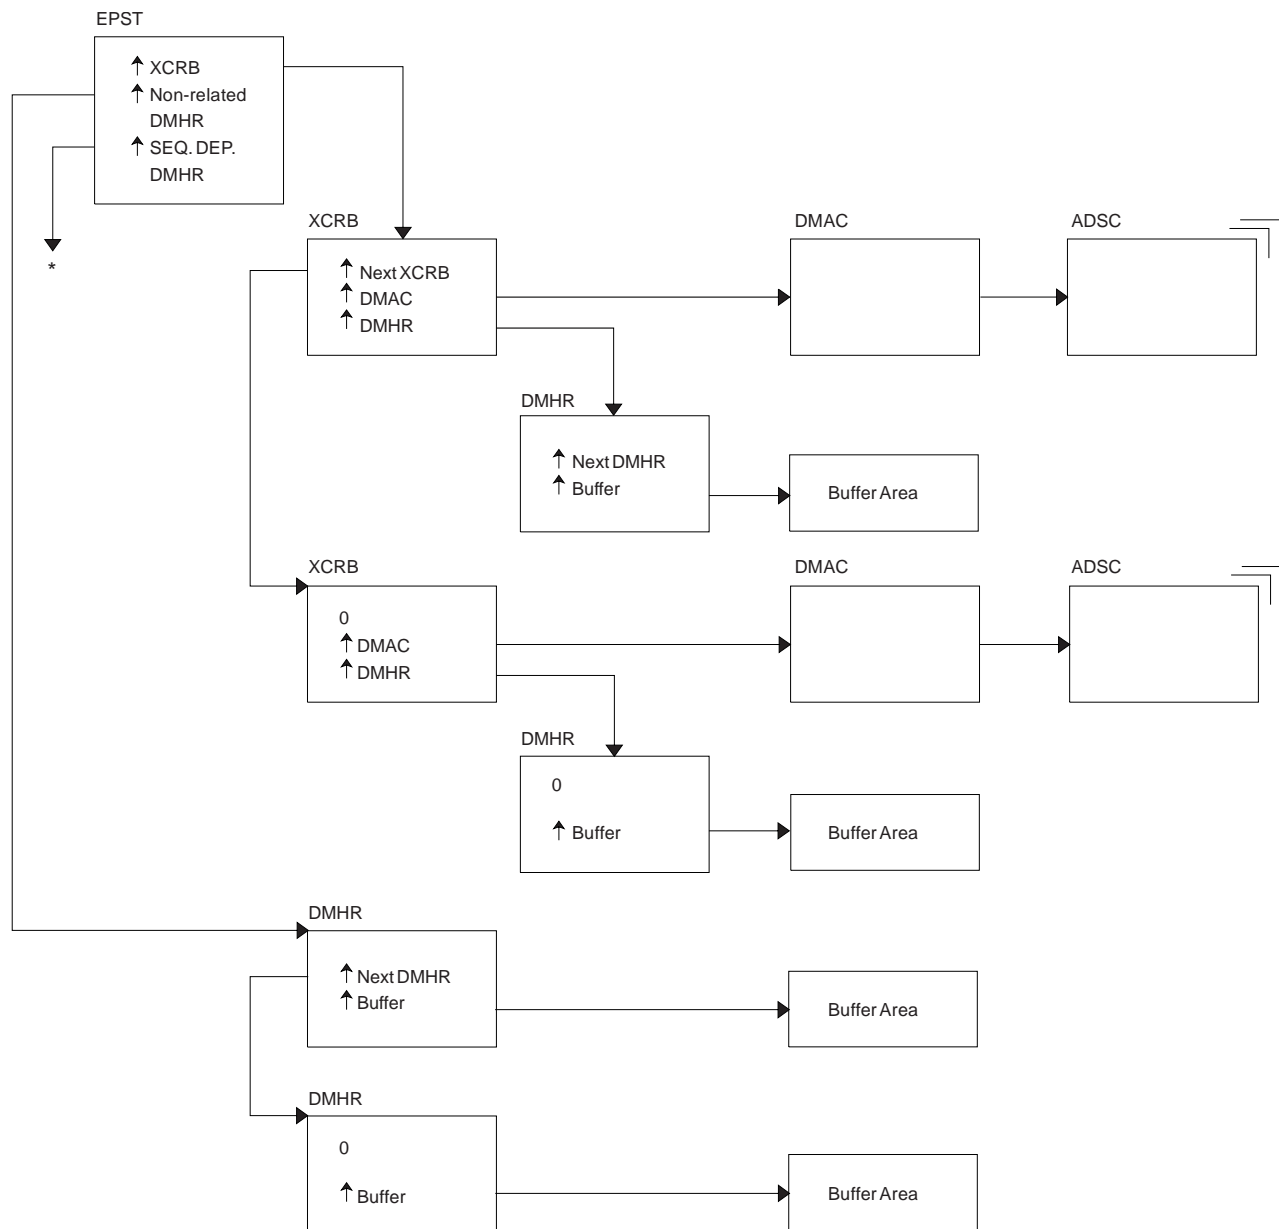 EPST
XCRB
Non-related
DMHR
SEQ. DEP.
DMHR
*
XCRB
Next XCRB
DMAC
DMHR
DMAC
ADSC
DMHR
Next DMHR
Buffer
Buffer Area
XCRB
0
DMAC
DMHR
DMAC
ADSC
DMHR
0
Buffer
Buffer Area
DMHR
Next DMHR
Buffer
Buffer Area
DMHR
0
Buffer
Buffer Area